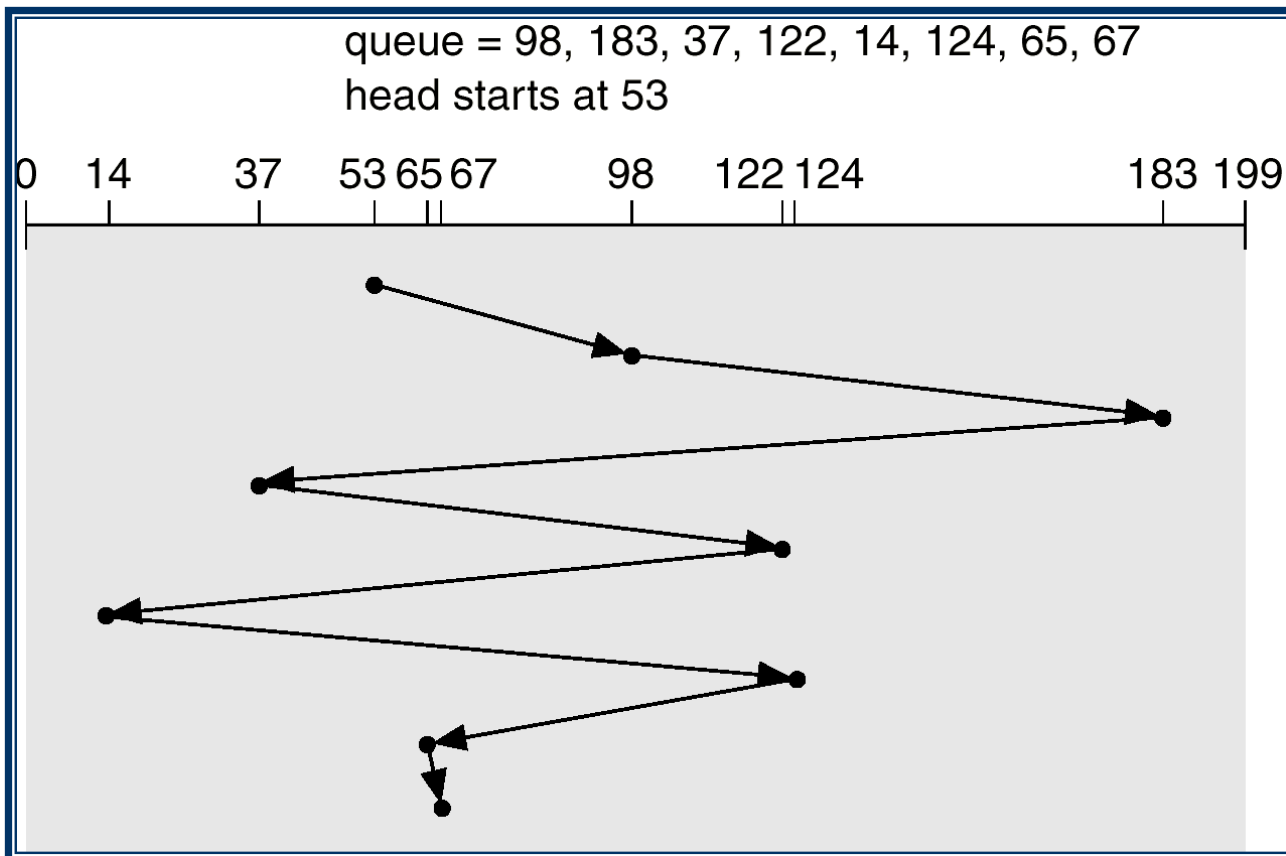 queue = 98, 183, 37, 122, 14, 124, 65, 67
head starts at 53
0 14 37 53 65 67 98 122 124 183 199